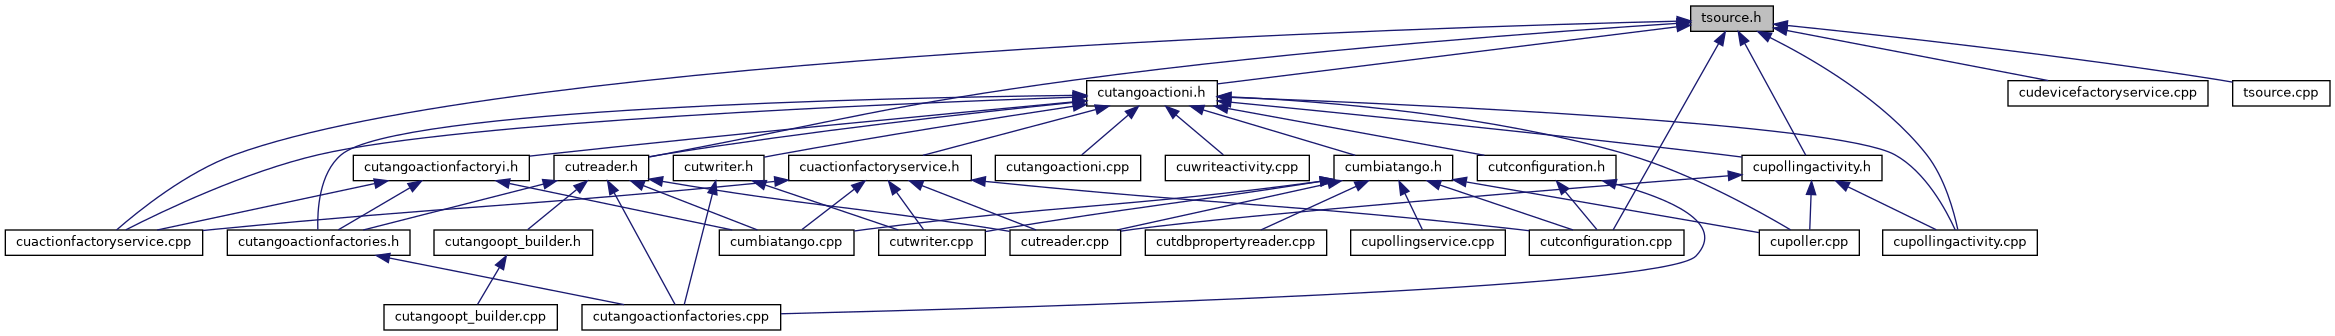 tsource.h
cutangoactioni.h
cudevicefactoryservice.cpp
tsource.cpp
cutangoactionfactoryi.h
cutreader.h
cutwriter.h
cuactionfactoryservice.h
cutangoactioni.cpp
cuwriteactivity.cpp
cumbiatango.h
cutconfiguration.h
cupollingactivity.h
cuactionfactoryservice.cpp
cutangoactionfactories.h
cutangoopt_builder.h
cumbiatango.cpp
cutwriter.cpp
cutreader.cpp
cutdbpropertyreader.cpp
cupollingservice.cpp
cutconfiguration.cpp
cupoller.cpp
cupollingactivity.cpp
cutangoopt_builder.cpp
cutangoactionfactories.cpp